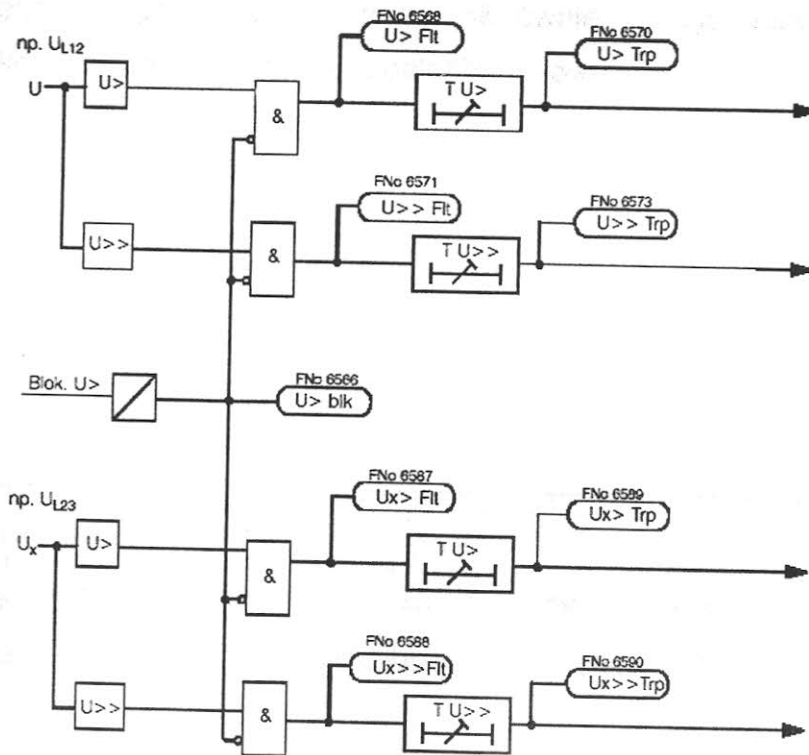 FNo 6568
U> Flt
FNo 6570
U> Trp
np. UL12
U
U>
&
T U>
FNo 6571
U>> Flt
FNo 6573
U>> Trp
U>>
&
T U>>
Blok. U>
FNo 6566
U> blk
FNo 6587
Ux> Flt
FNo 6589
Ux> Trp
np. UL23
Ux
U>
&
T U>
FNo 6588
Ux>>Flt
FNo 6590
Ux>>Trp
U>>
&
T U>>